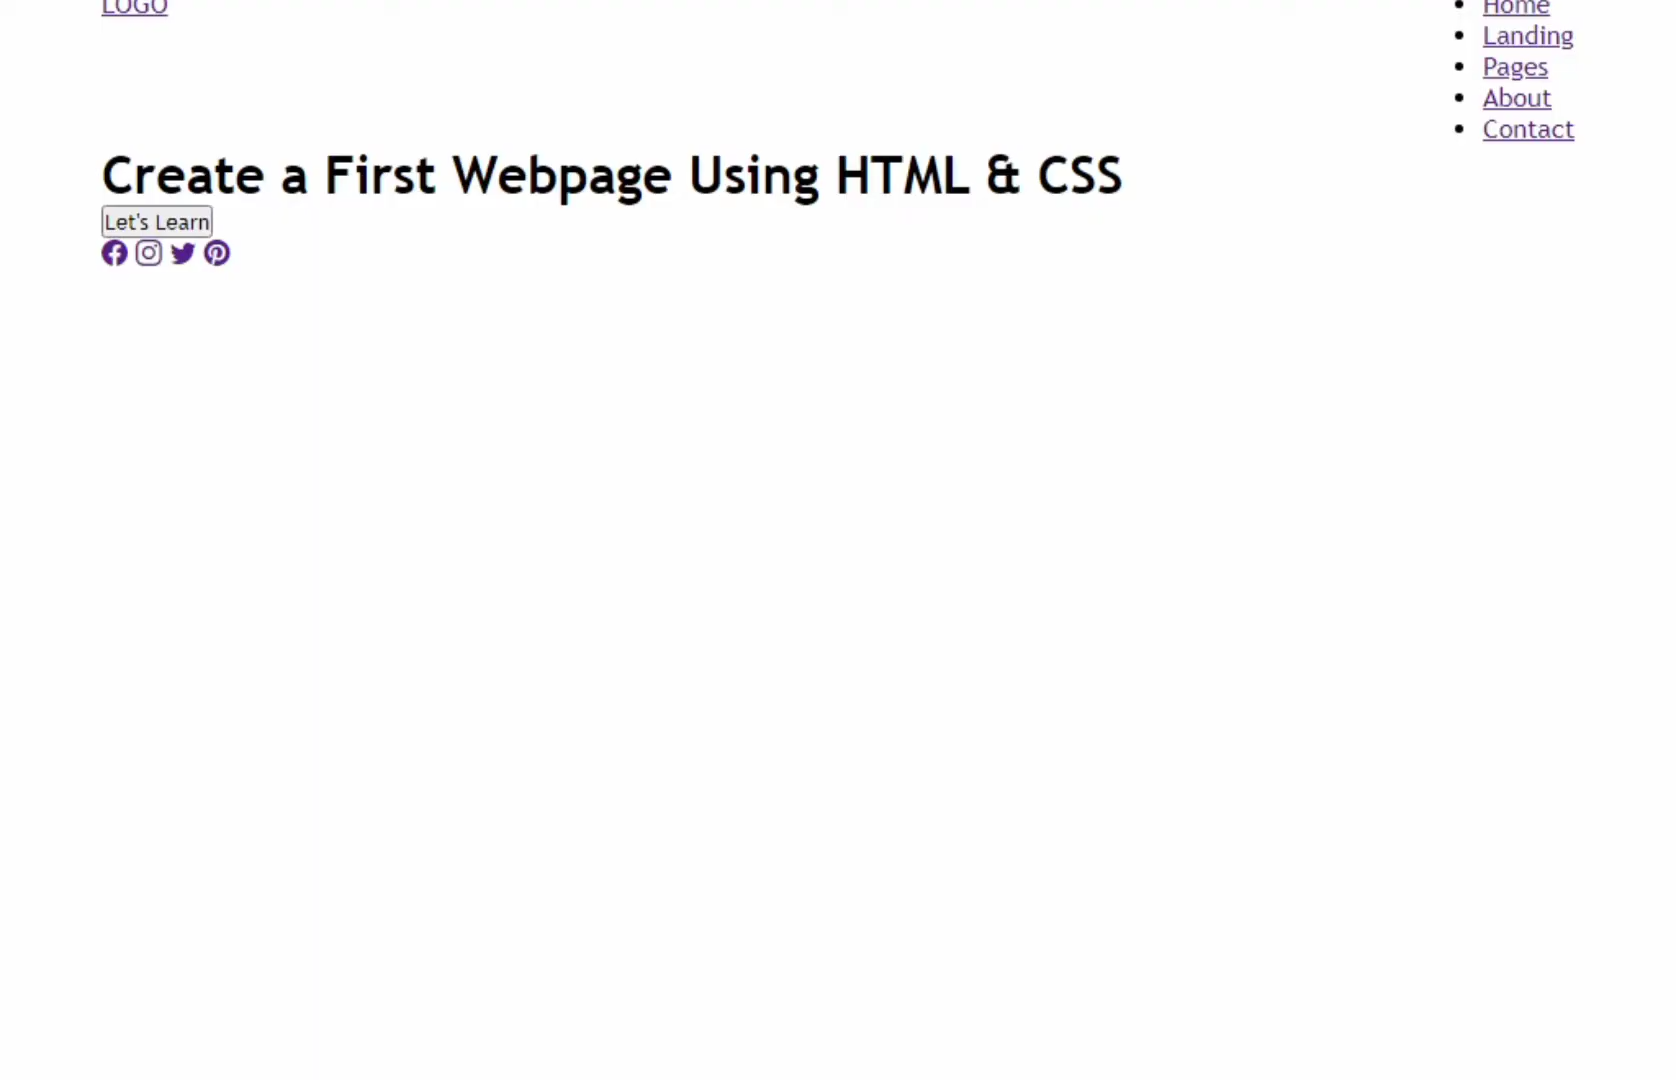 LOGO
Home
Landing
Pages
About
Contact
Create a First Webpage Using HTML & CSS
Let's Learn